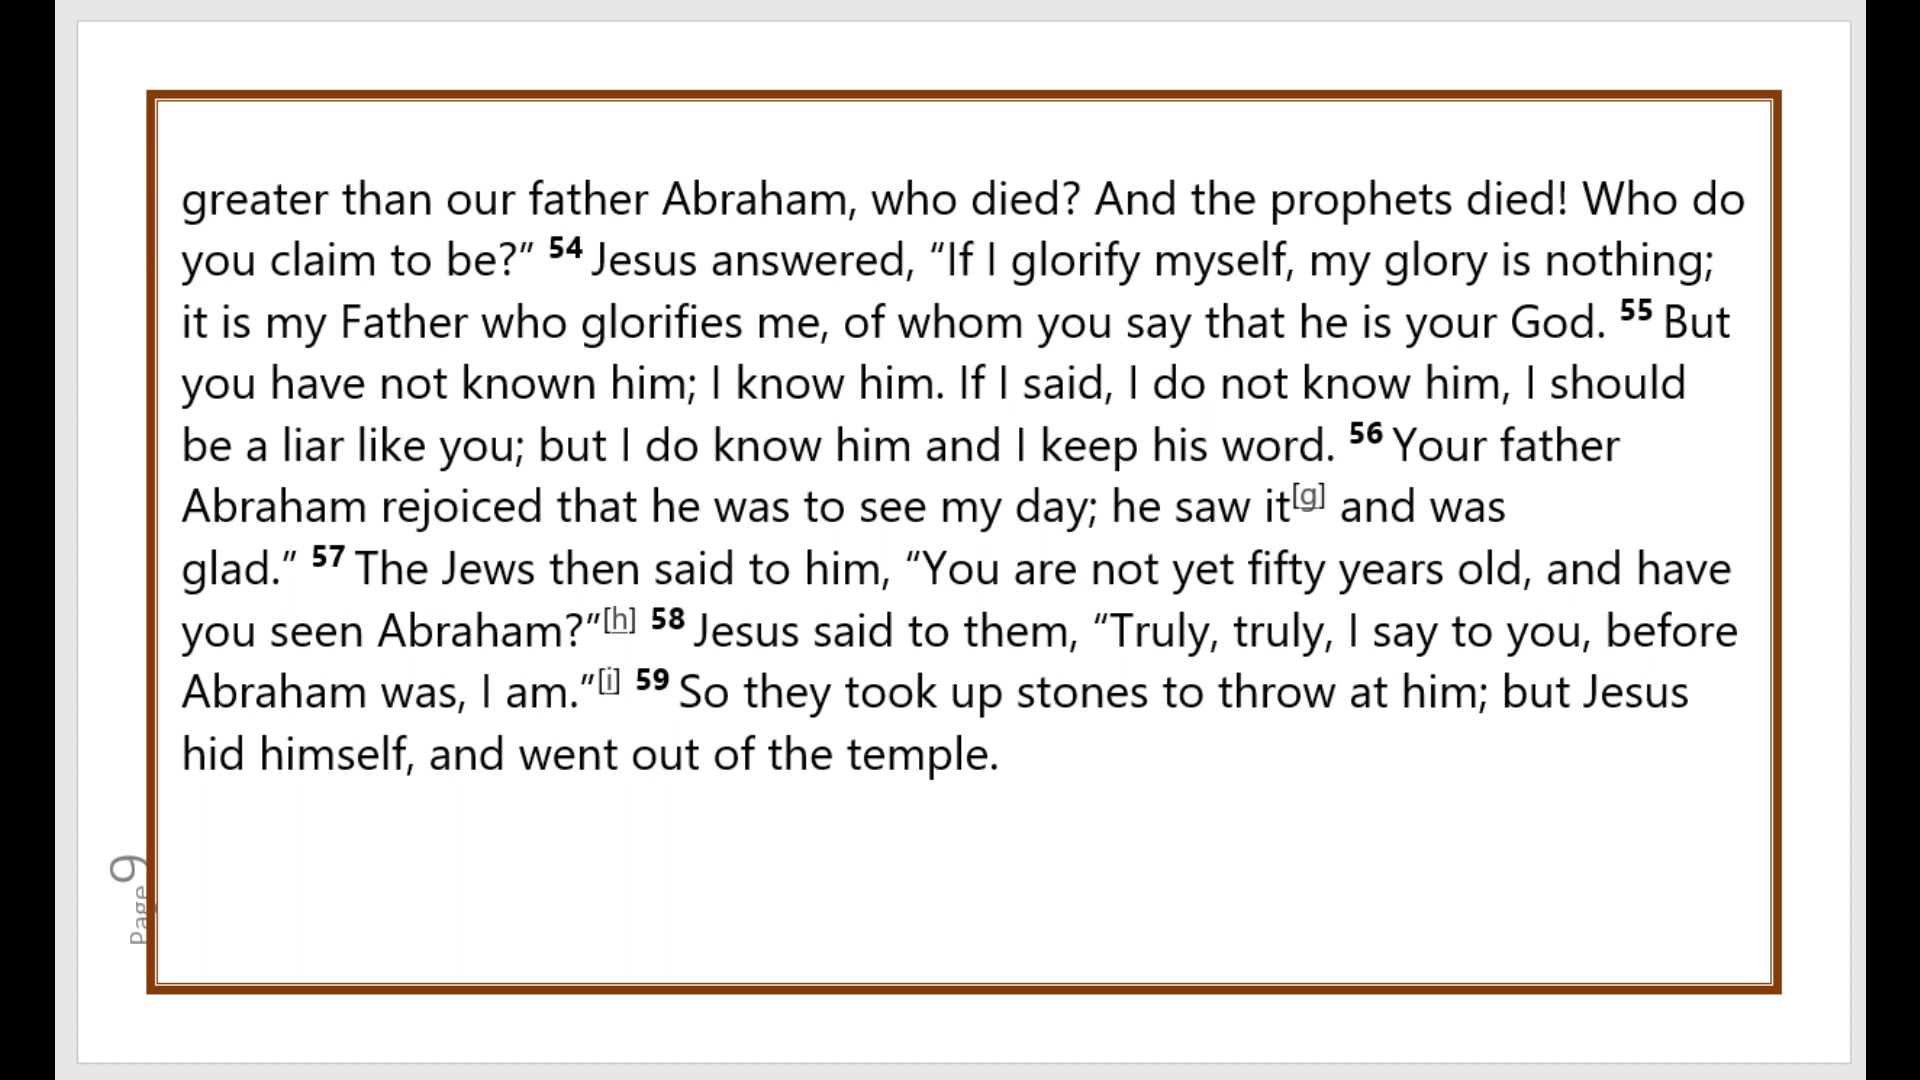 greater than our father Abraham, who died? And the prophets died! Who do
you claim to be?” 54 Jesus answered, “If I glorify myself, my glory is nothing;
it is my Father who glorifies me, of whom you say that he is your God. 55 But
you have not known him; I know him. If I said, I do not know him, I should
be a liar like you; but I do know him and I keep his word. 56 Your father
Abraham rejoiced that he was to see my day; he saw it[g] and was
glad.” 57 The Jews then said to him, “You are not yet fifty years old, and have
you seen Abraham?”[h] 58 Jesus said to them, “Truly, truly, I say to you, before
Abraham was, I am.”[i] 59 So they took up stones to throw at him; but Jesus
hid himself, and went out of the temple.
Page 9